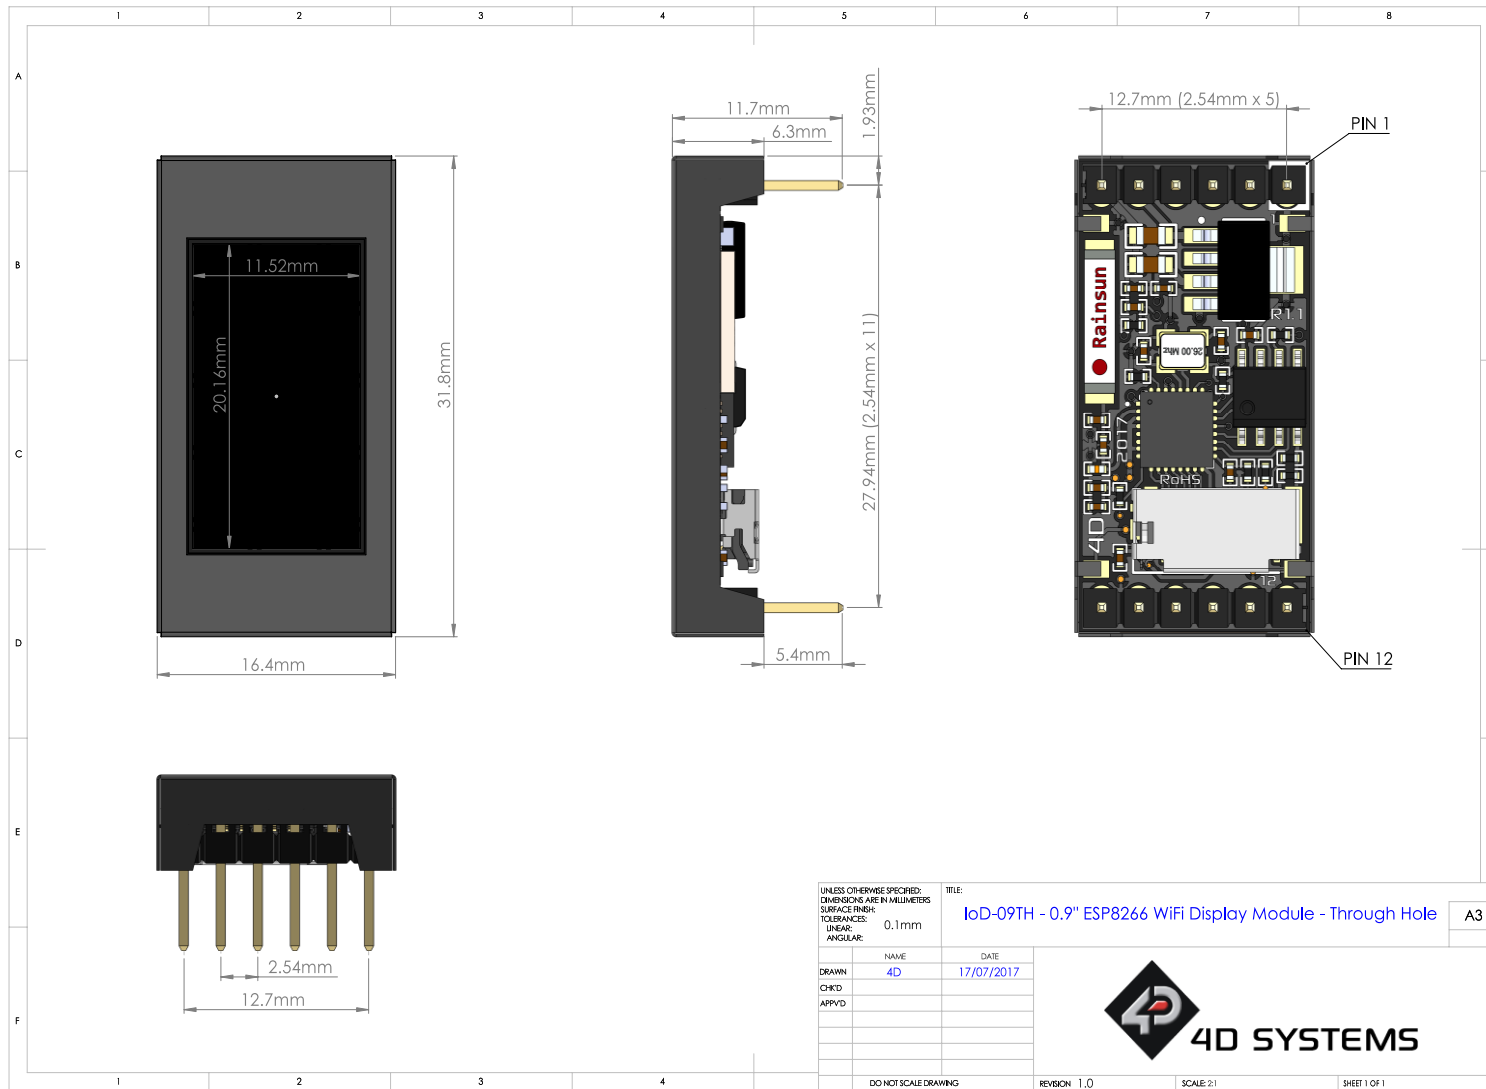 1 2 3 4 5 6 7 8
A
B
C
D
E
F
11.52mm
20.16mm
31.8mm
16.4mm
11.7mm
6.3mm
1.93mm
27.94mm (2.54mm x 11)
5.4mm
12.7mm (2.54mm x 5)
PIN 1
Rainsun
R1.1
26.00 Mhz
2017
RoHS
4D
12
PIN 12
2.54mm
12.7mm
UNLESS OTHERWISE SPECIFIED:
DIMENSIONS ARE IN MILLIMETERS
SURFACE FINISH:
TOLERANCES:
LINEAR: 0.1mm
ANGULAR:
TITLE:
IoD-09TH - 0.9" ESP8266 WiFi Display Module - Through Hole
A3
NAME DATE
DRAWN 4D 17/07/2017
CHK'D
APPV'D
4D SYSTEMS
DO NOT SCALE DRAWING
REVISION 1.0
SCALE: 2:1
SHEET 1 OF 1
1 2 3 4